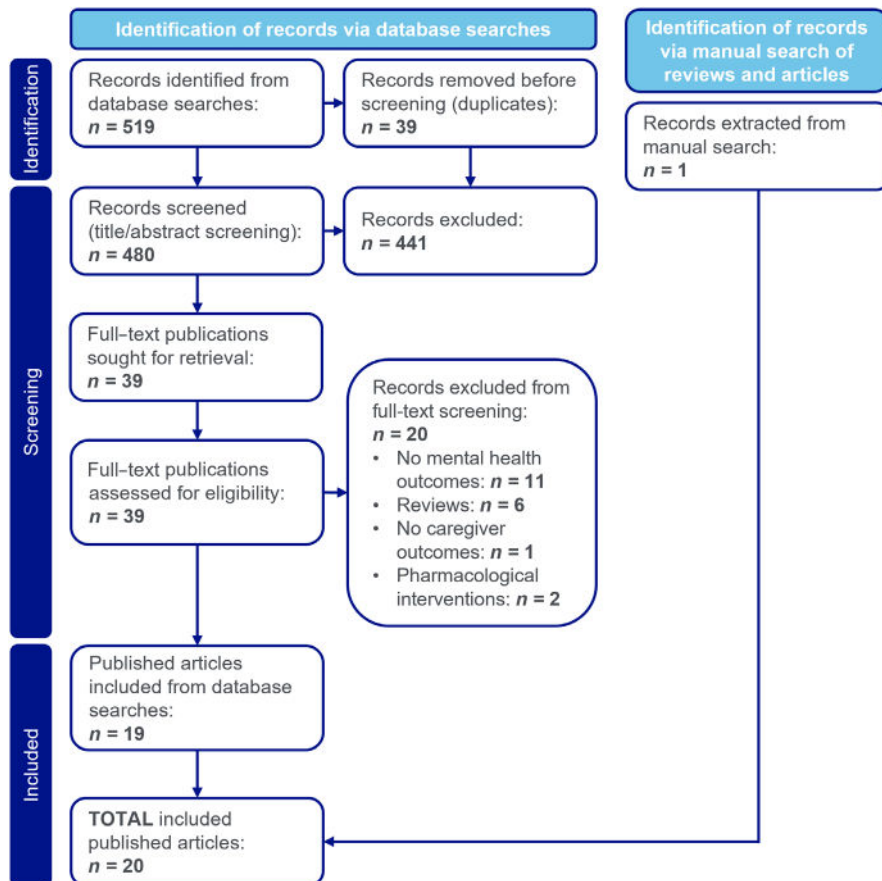 Identification of records via database searches
Identification of records
via manual search of
reviews and articles
Identification
Records identified from
database searches:
n = 519
Records removed before
screening (duplicates):
n = 39
Records extracted from
manual search:
n = 1
Screening
Records screened
(title/abstract screening):
n = 480
Records excluded:
n = 441
Full–text publications
sought for retrieval:
n = 39
Full–text publications
assessed for eligibility:
n = 39
Records excluded from
full-text screening:
n = 20
• No mental health
outcomes: n = 11
• Reviews: n = 6
• No caregiver
outcomes: n = 1
• Pharmacological
interventions: n = 2
Included
Published articles
included from database
searches:
n = 19
TOTAL included
published articles:
n = 20